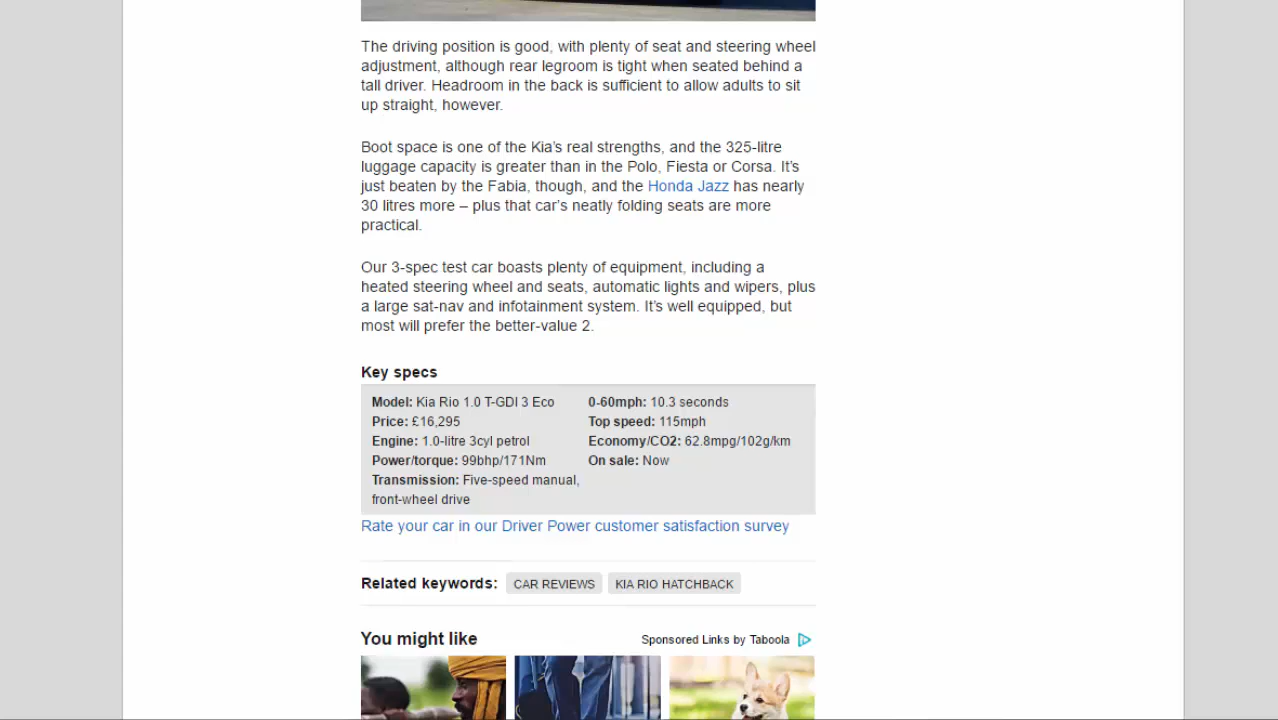 The driving position is good, with plenty of seat and steering wheel
adjustment, although rear legroom is tight when seated behind a
tall driver. Headroom in the back is sufficient to allow adults to sit
up straight, however.
Boot space is one of the Kia's real strengths, and the 325-litre
luggage capacity is greater than in the Polo, Fiesta or Corsa. It's
just beaten by the Fabia, though, and the Honda Jazz has nearly
30 litres more – plus that car's neatly folding seats are more
practical.
Our 3-spec test car boasts plenty of equipment, including a
heated steering wheel and seats, automatic lights and wipers, plus
a large sat-nav and infotainment system. It's well equipped, but
most will prefer the better-value 2.
Key specs
Model: Kia Rio 1.0 T-GDI 3 Eco
Price: £16,295
Engine: 1.0-litre 3cyl petrol
Power/torque: 99bhp/171Nm
Transmission: Five-speed manual,
front-wheel drive
0-60mph: 10.3 seconds
Top speed: 115mph
Economy/CO2: 62.8mpg/102g/km
On sale: Now
Rate your car in our Driver Power customer satisfaction survey
Related keywords: CAR REVIEWS KIA RIO HATCHBACK
You might like Sponsored Links by Taboola